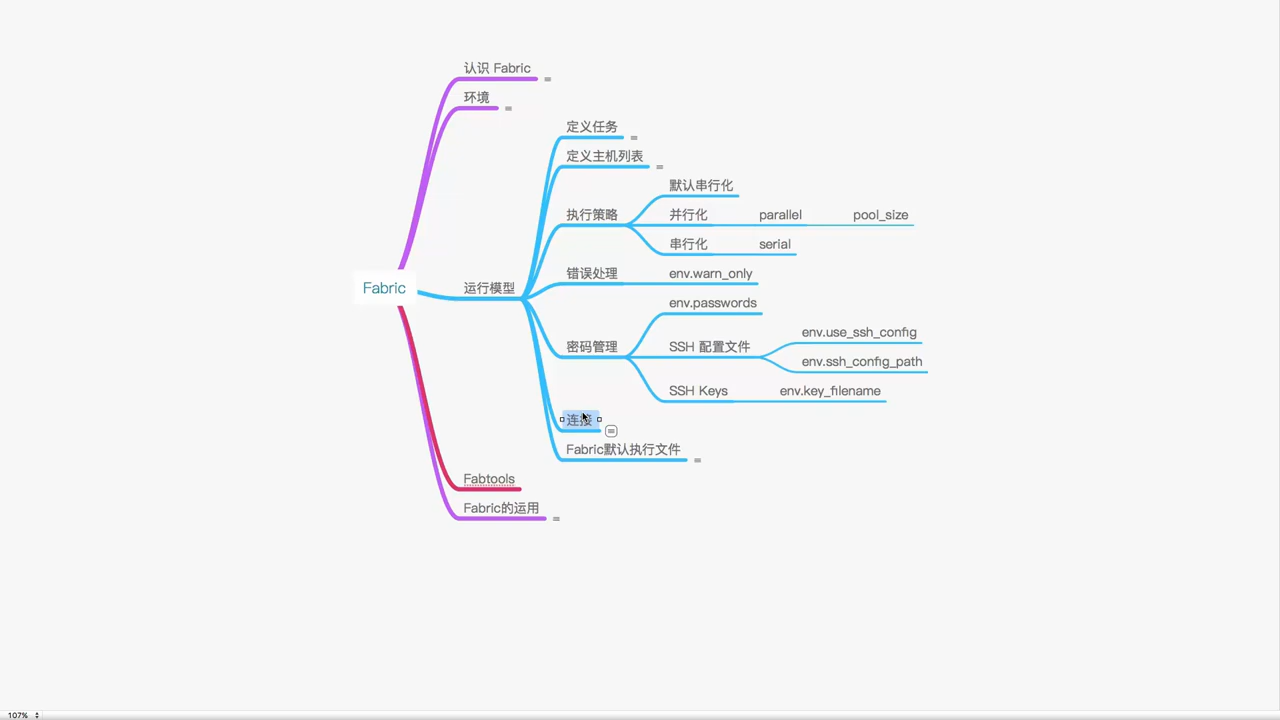 认识 Fabric
环境
定义任务
定义主机列表
默认串行化
执行策略
并行化
parallel
pool_size
串行化
serial
错误处理
env.warn_only
Fabric
运行模型
env.passwords
env.use_ssh_config
密码管理
SSH 配置文件
env.ssh_config_path
SSH Keys
env.key_filename
连接
Fabric默认执行文件
Fabtools
Fabric的运用
107%